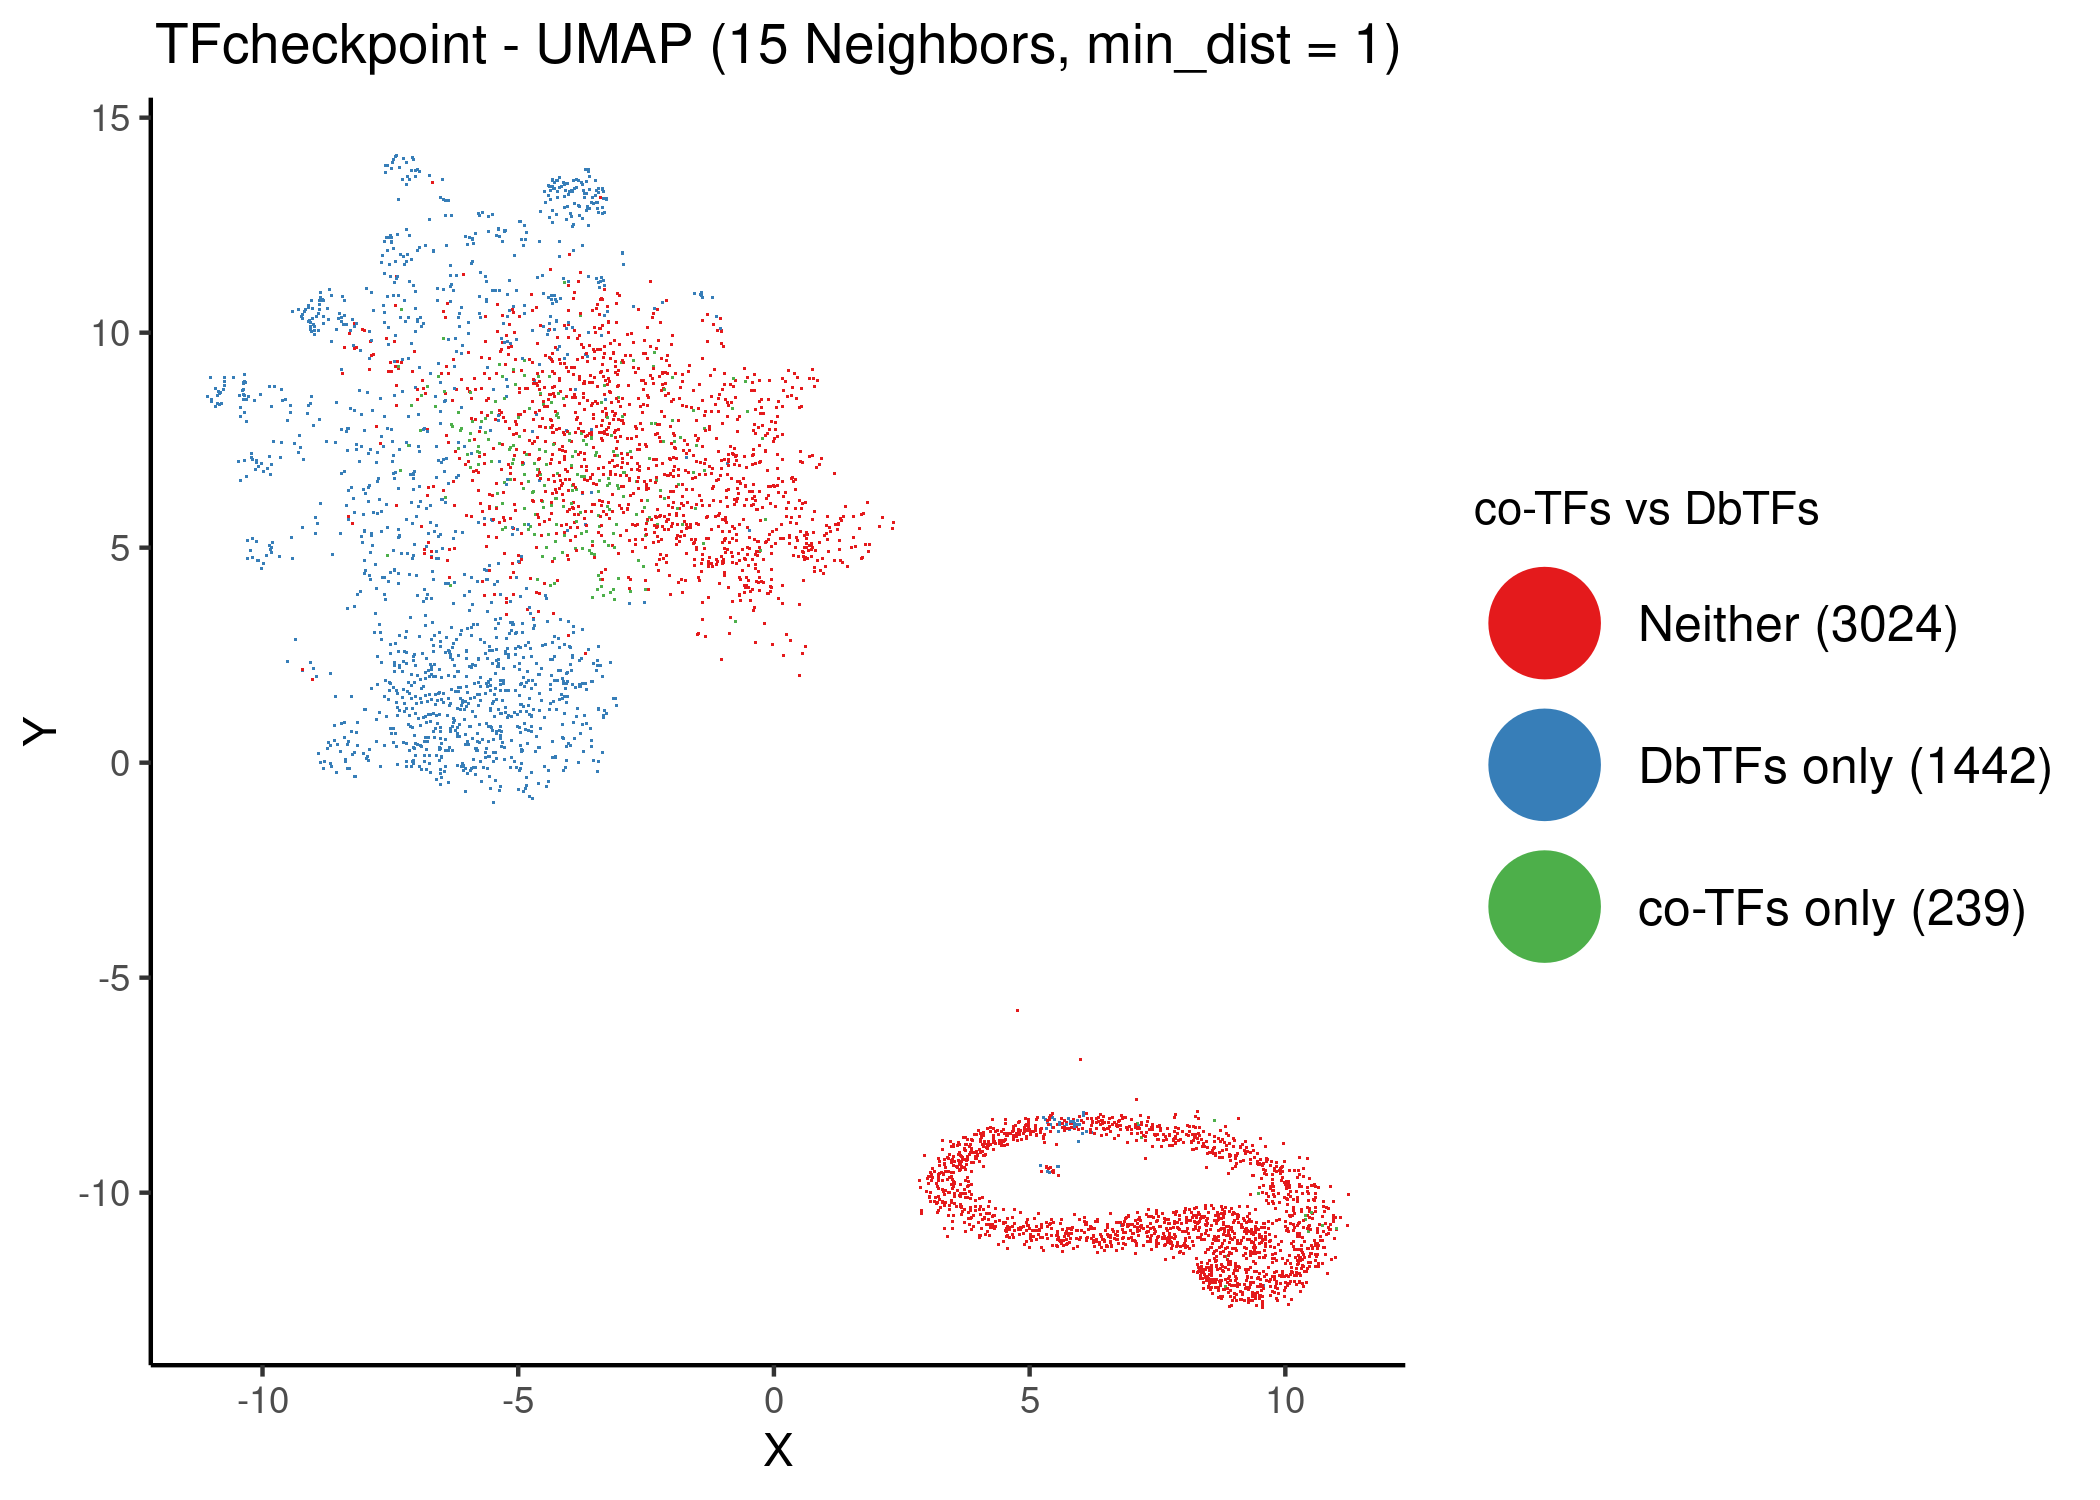 TFcheckpoint - UMAP (15 Neighbors, min_dist = 1)
15
10
5
0
-5
-10
Y
-10 -5 0 5 10
X
co-TFs vs DbTFs
Neither (3024)
DbTFs only (1442)
co-TFs only (239)